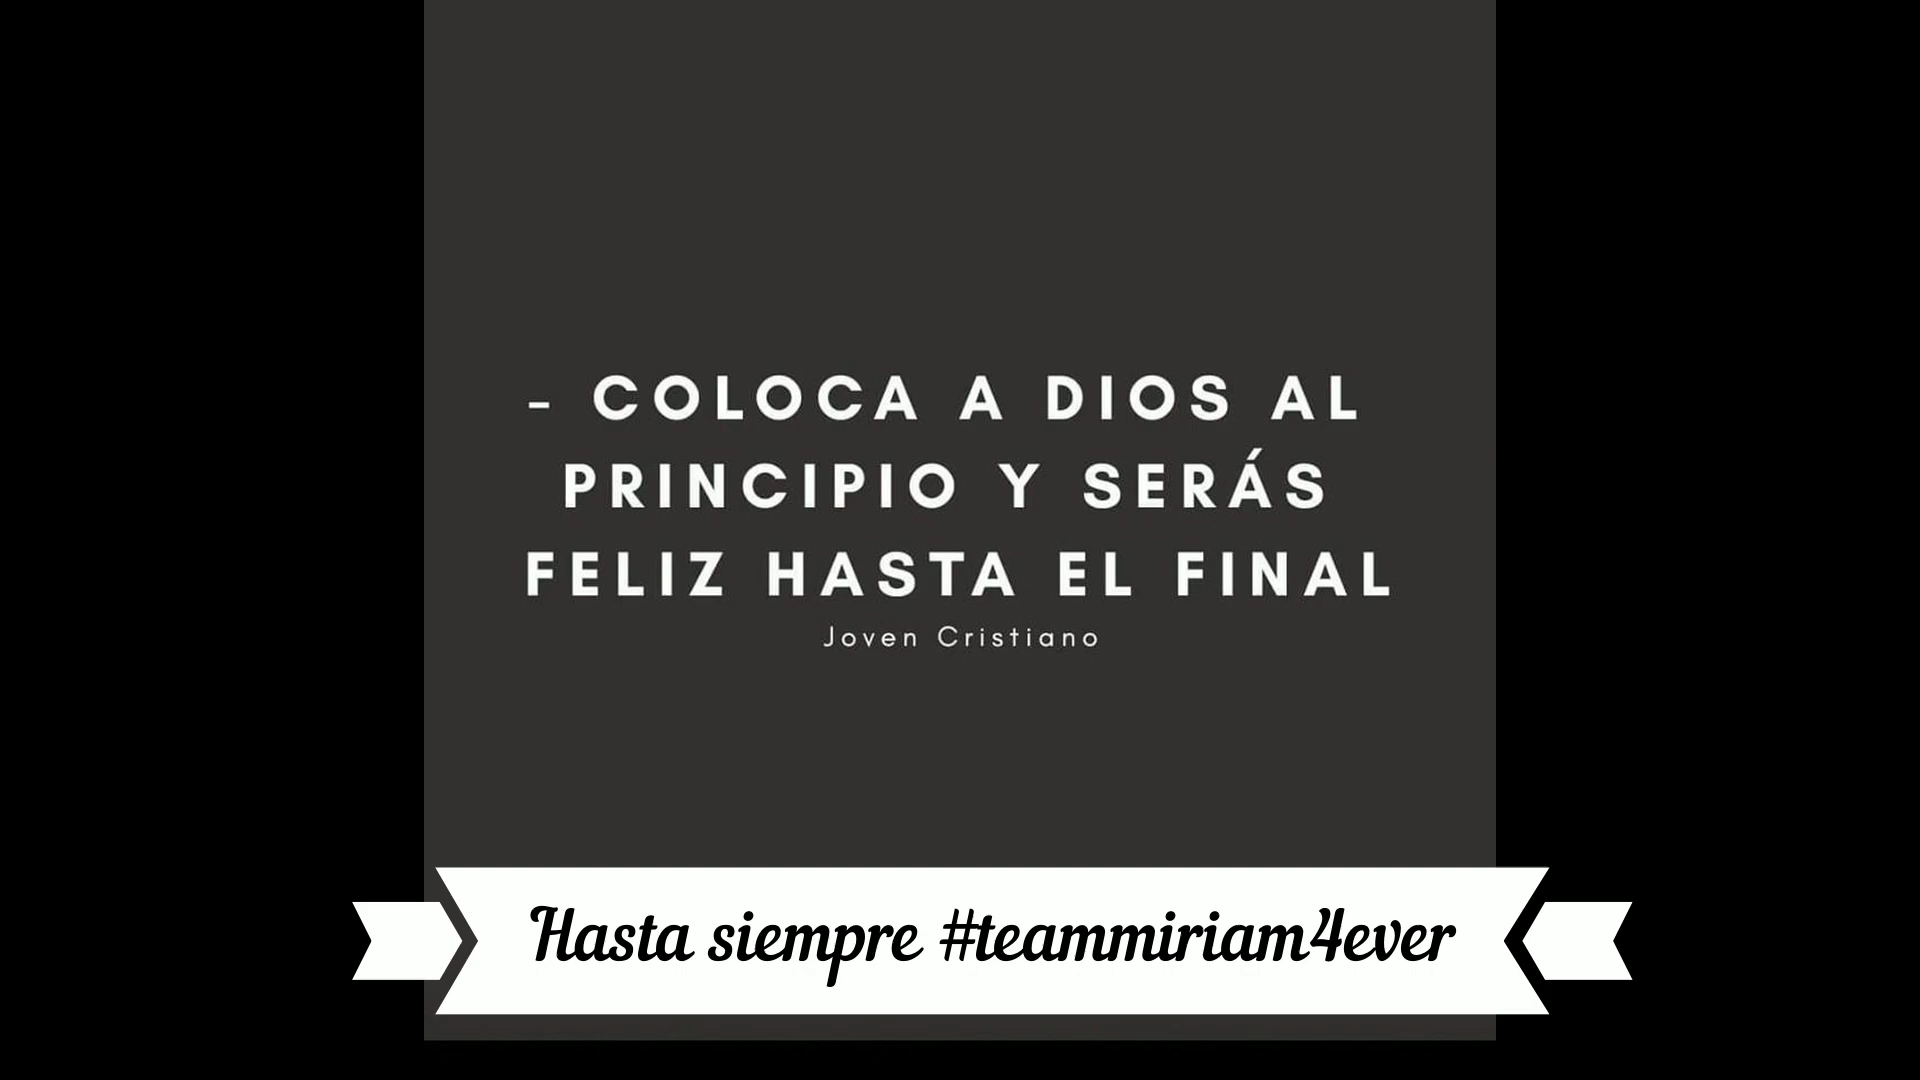 - COLOCA A DIOS AL
PRINCIPIO Y SERÁS
FELIZ HASTA EL FINAL
Joven Cristiano
Hasta siempre #teammiriam4ever